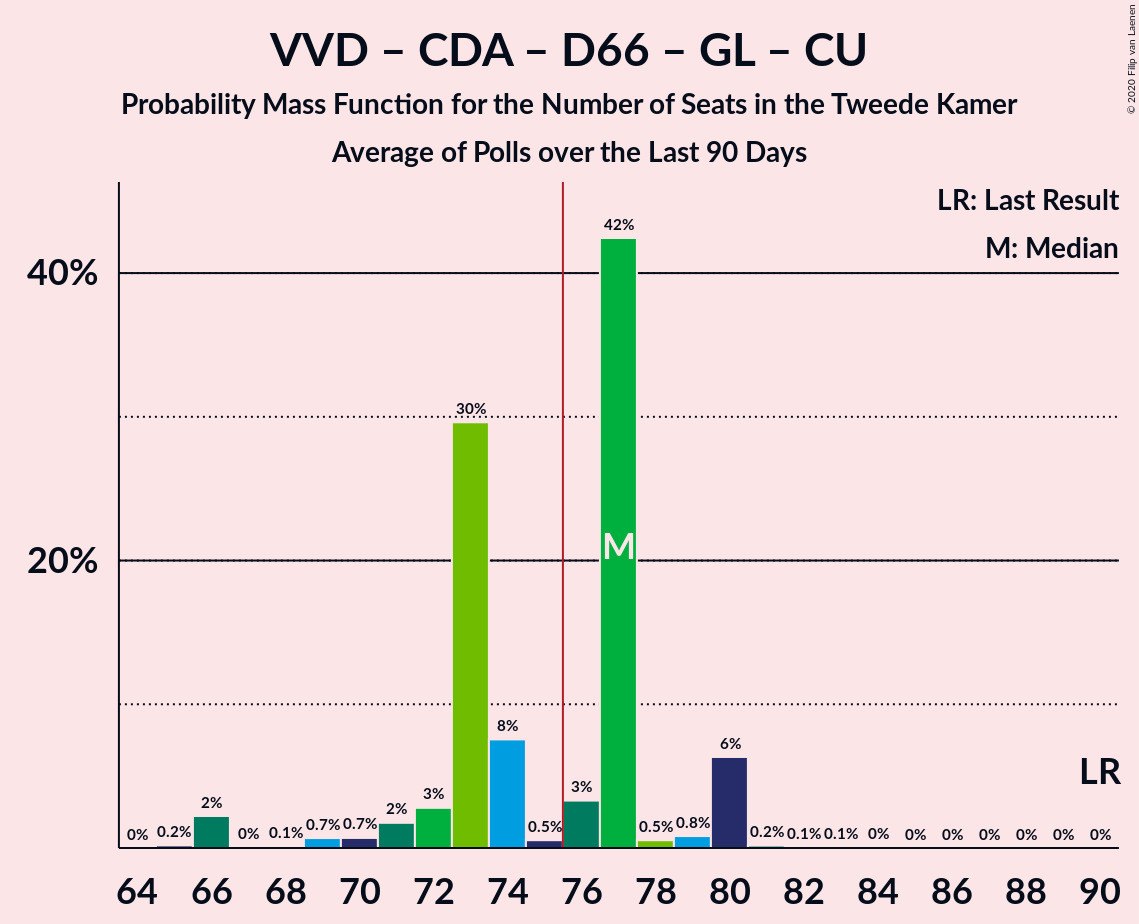 VVD – CDA – D66 – GL – CU
Probability Mass Function for the Number of Seats in the Tweede Kamer
Average of Polls over the Last 90 Days
© 2020 Filip van Laenen
LR: Last Result
M: Median
42%
40%
30%
M
20%
8%
6%
LR
0% 0.2% 2% 0% 0.1% 0.7% 0.7% 2% 3% 0.5% 3% 0.5% 0.8% 0.2% 0.1% 0.1% 0% 0% 0% 0% 0% 0% 0%
64 66 68 70 72 74 76 78 80 82 84 86 88 90